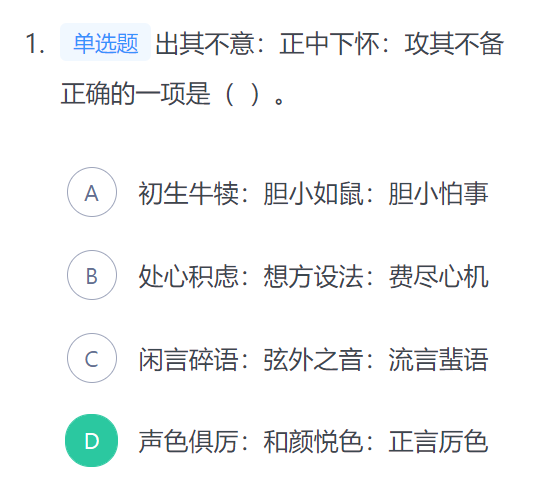 1. 单选题 出其不意：正中下怀：攻其不备
正确的一项是（ ）。
A 初生牛犊：胆小如鼠：胆小怕事
B 处心积虑：想方设法：费尽心机
C 闲言碎语：弦外之音：流言蜚语
D 声色俱厉：和颜悦色：正言厉色